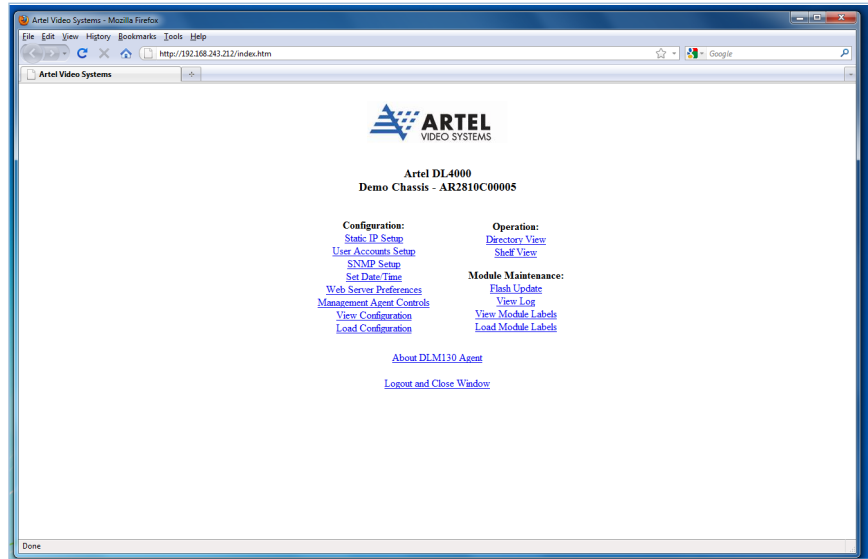 Artel Video Systems - Mozilla Firefox
File Edit View History Bookmarks Tools Help
http://192.168.243.212/index.htm
Google
Artel Video Systems
ARTEL
VIDEO SYSTEMS
Artel DL4000
Demo Chassis - AR2810C00005
Configuration:
Static IP Setup
User Accounts Setup
SNMP Setup
Set Date/Time
Web Server Preferences
Management Agent Controls
View Configuration
Load Configuration
Operation:
Directory View
Shelf View
Module Maintenance:
Flash Update
View Log
View Module Labels
Load Module Labels
About DLM130 Agent
Logout and Close Window
Done